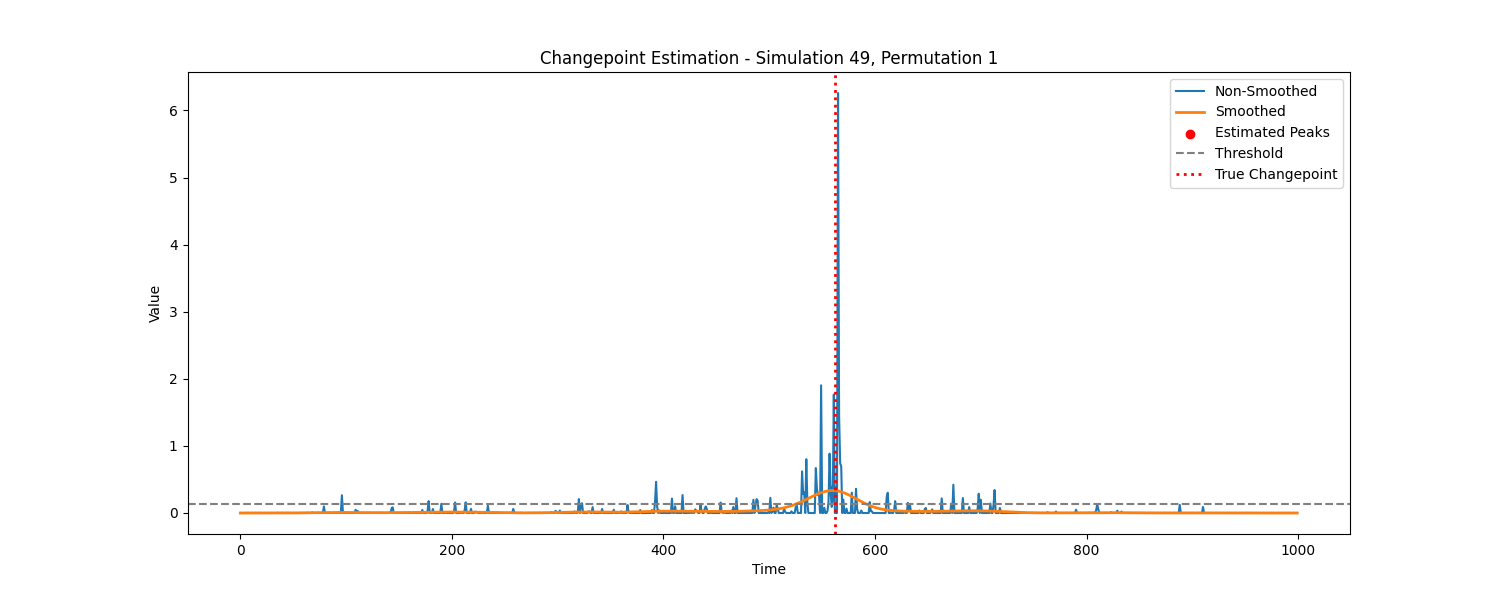 Changepoint Estimation - Simulation 49, Permutation 1
Non-Smoothed
Smoothed
Estimated Peaks
Threshold
True Changepoint
Value
6
5
4
3
2
1
0
0 200 400 600 800 1000
Time